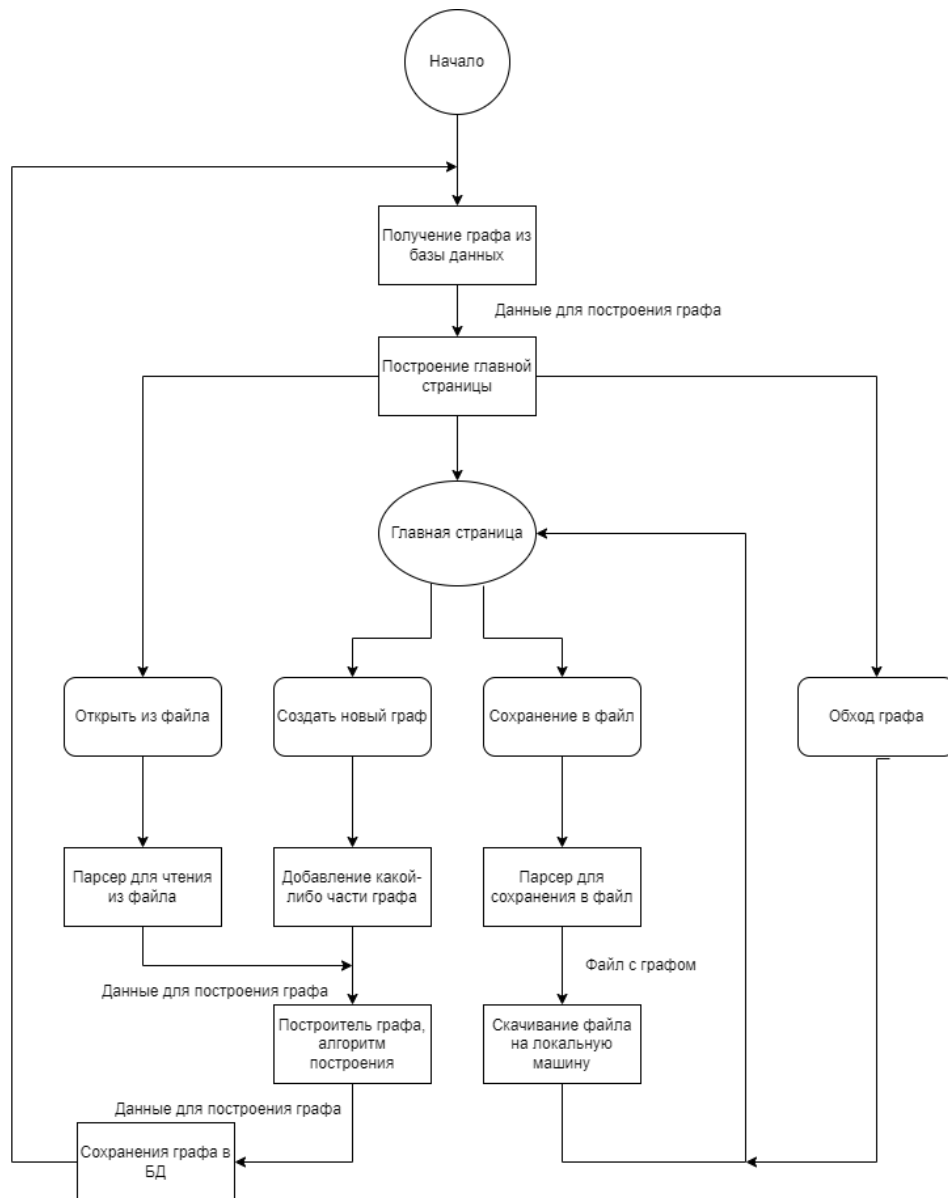 Начало
Получение графа из
базы данных
Данные для построения графа
Построение главной
страницы
Главная страница
Открыть из файла
Создать новый граф
Сохранение в файл
Обход графа
Парсер для чтения
из файла
Добавление какой-
либо части графа
Парсер для
сохранения в файл
Файл с графом
Данные для построения графа
Построитель графа,
алгоритм
построения
Скачивание файла
на локальную
машину
Данные для построения графа
Сохранения графа в
БД